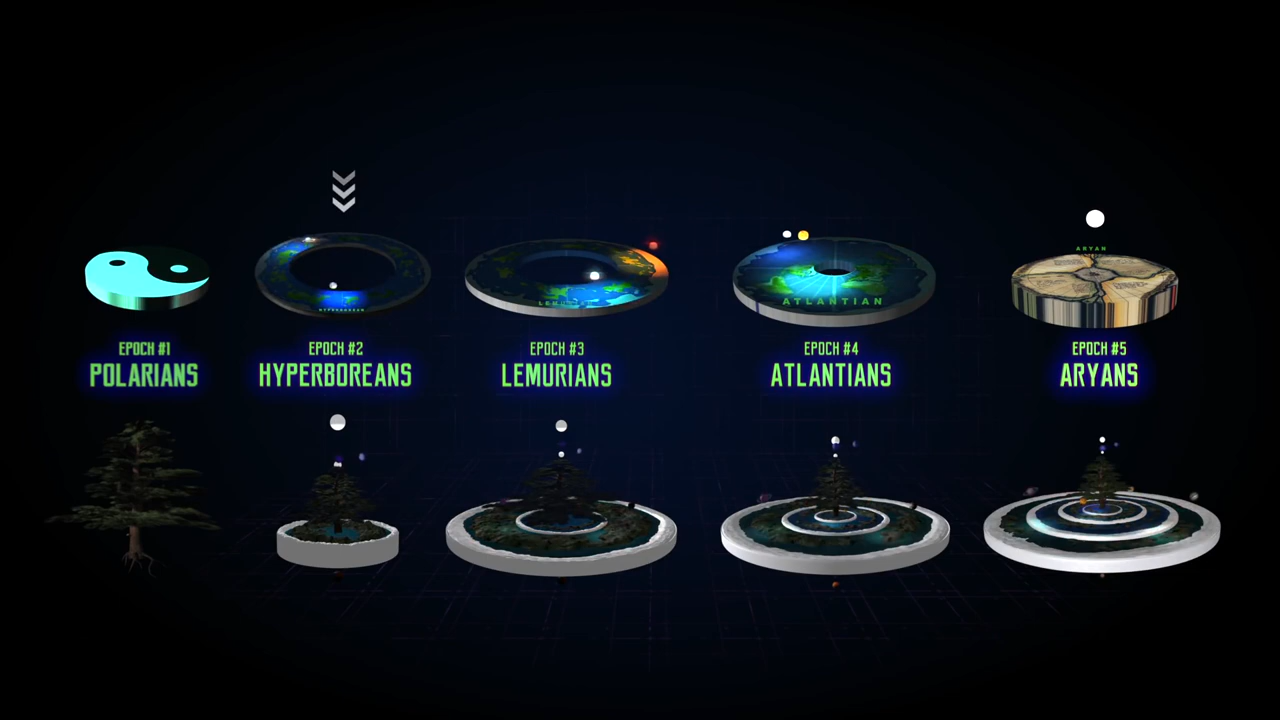 EPOCH #1
POLARIANS
EPOCH #2
HYPERBOREANS
EPOCH #3
LEMURIANS
ATLANTIAN
EPOCH #4
ATLANTIANS
ARYAN
EPOCH #5
ARYANS